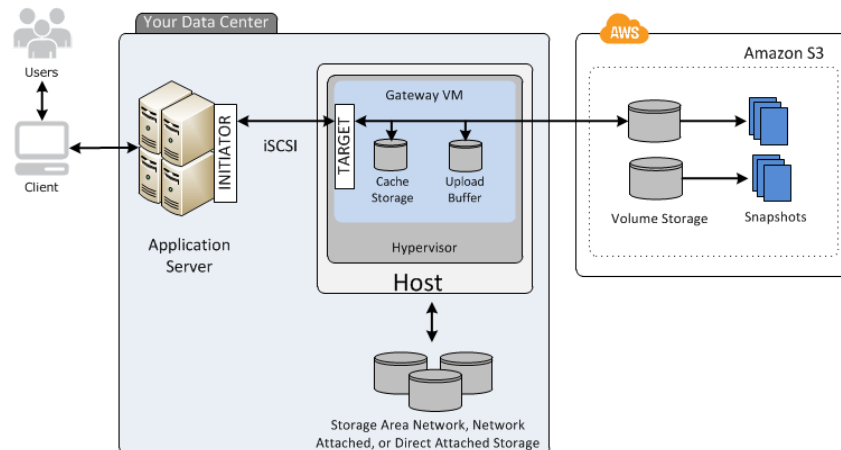 Your Data Center
AWS
Amazon S3
Users
Client
Application
Server
INITIATOR
iSCSI
TARGET
Gateway VM
Cache
Storage
Upload
Buffer
Hypervisor
Host
Volume Storage
Snapshots
Storage Area Network, Network
Attached, or Direct Attached Storage